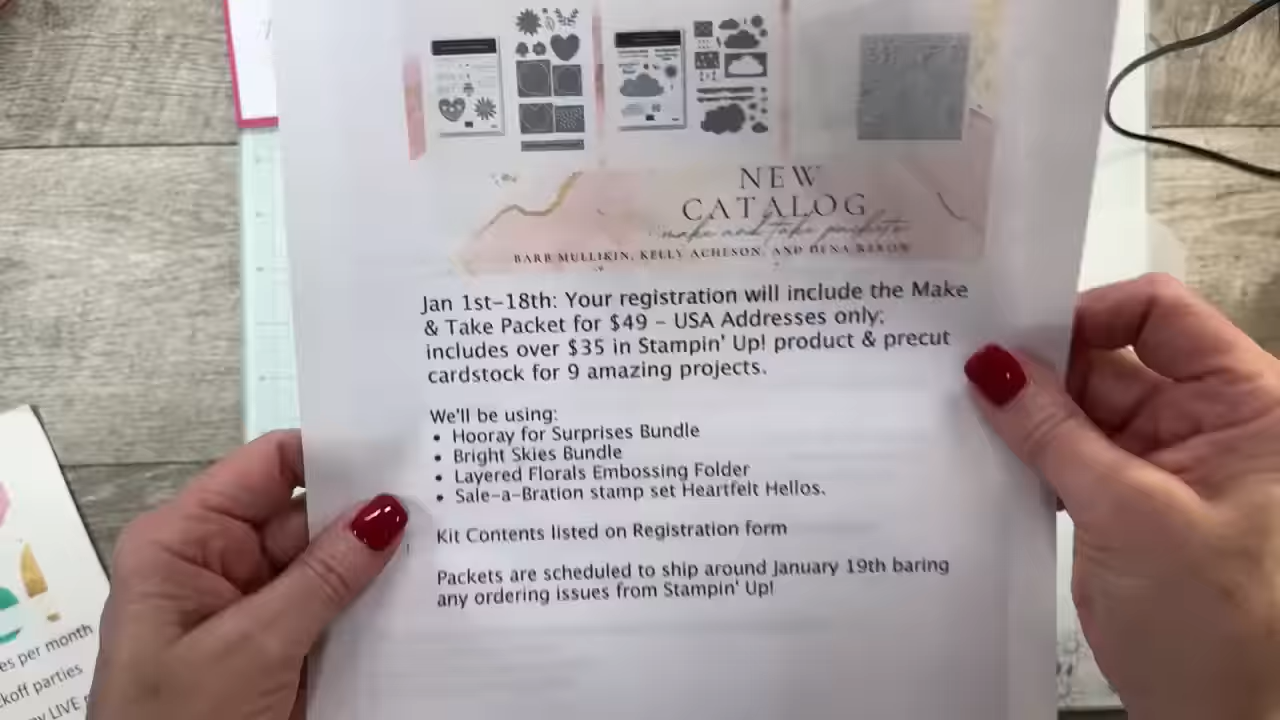 NEW
CATALOG
make and take packets
BARB MULLIKIN, KELLY ACHESON, AND DENA REKOW
Jan 1st-18th: Your registration will include the Make
& Take Packet for $49 - USA Addresses only;
includes over $35 in Stampin' Up! product & precut
cardstock for 9 amazing projects.
We'll be using:
• Hooray for Surprises Bundle
• Bright Skies Bundle
• Layered Florals Embossing Folder
• Sale-a-Bration stamp set Heartfelt Hellos.
Kit Contents listed on Registration form
Packets are scheduled to ship around January 19th baring
any ordering issues from Stampin' Up!
es per month
koff parties
LIVE